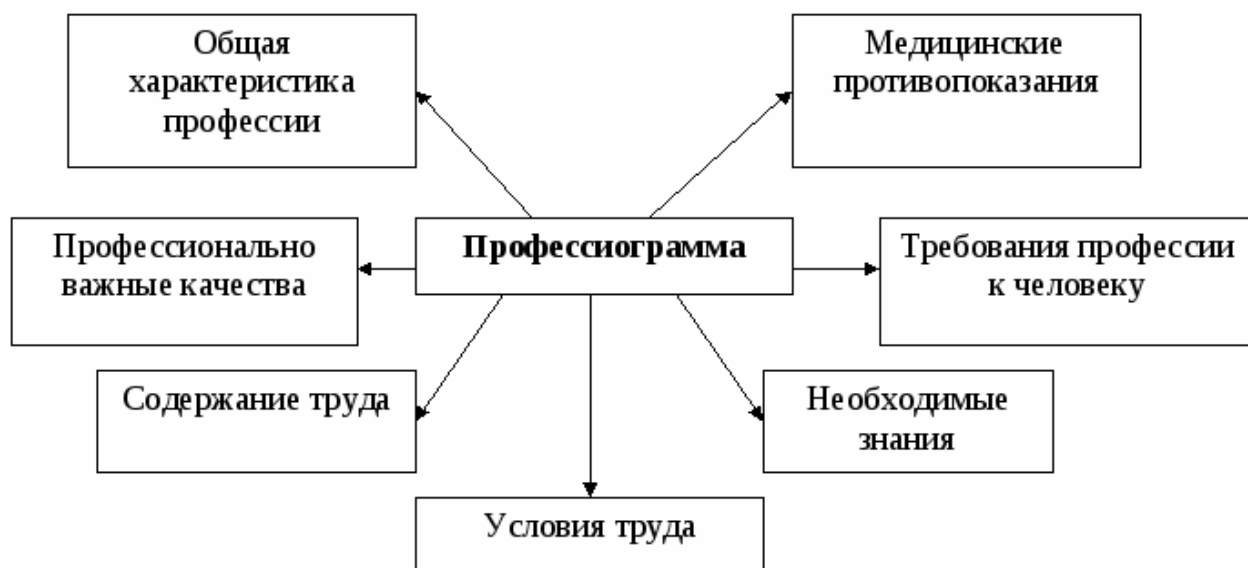 Общая
характеристика
профессии
Медицинские
противопоказания
Профессионально
важные качества
Профессиограмма
Требования профессии
к человеку
Содержание труда
Необходимые
знания
Условия труда